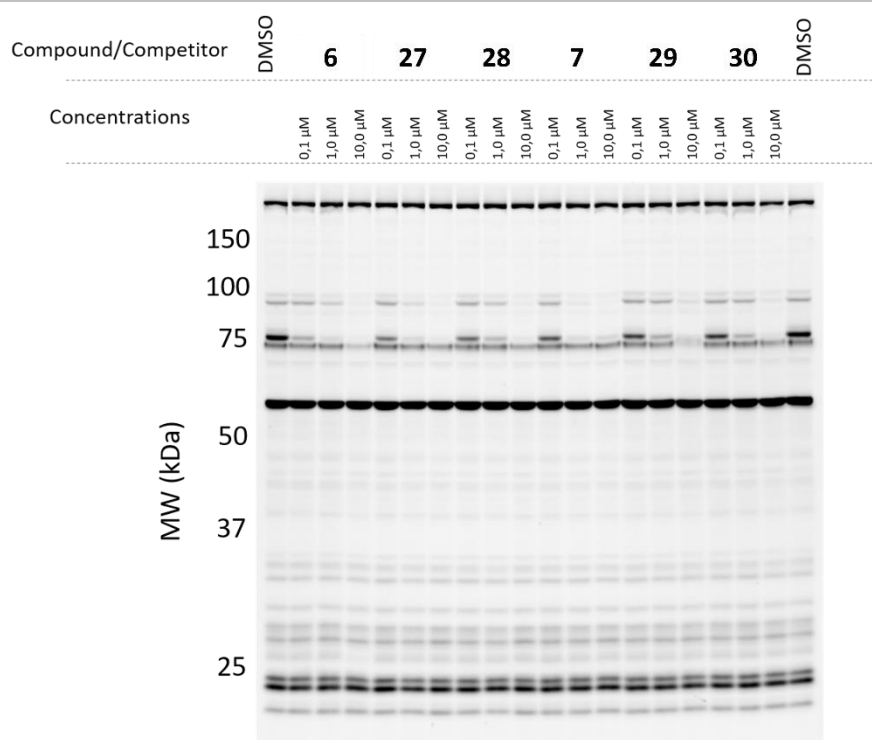 Compound/Competitor DMSO 6 27 28 7 29 30 DMSO
Concentrations 0,1 µM 1,0 µM 10,0 µM 0,1 µM 1,0 µM 10,0 µM 0,1 µM 1,0 µM 10,0 µM 0,1 µM 1,0 µM 10,0 µM 0,1 µM 1,0 µM 10,0 µM 0,1 µM 1,0 µM 10,0 µM
MW (kDa)
150
100
75
50
37
25